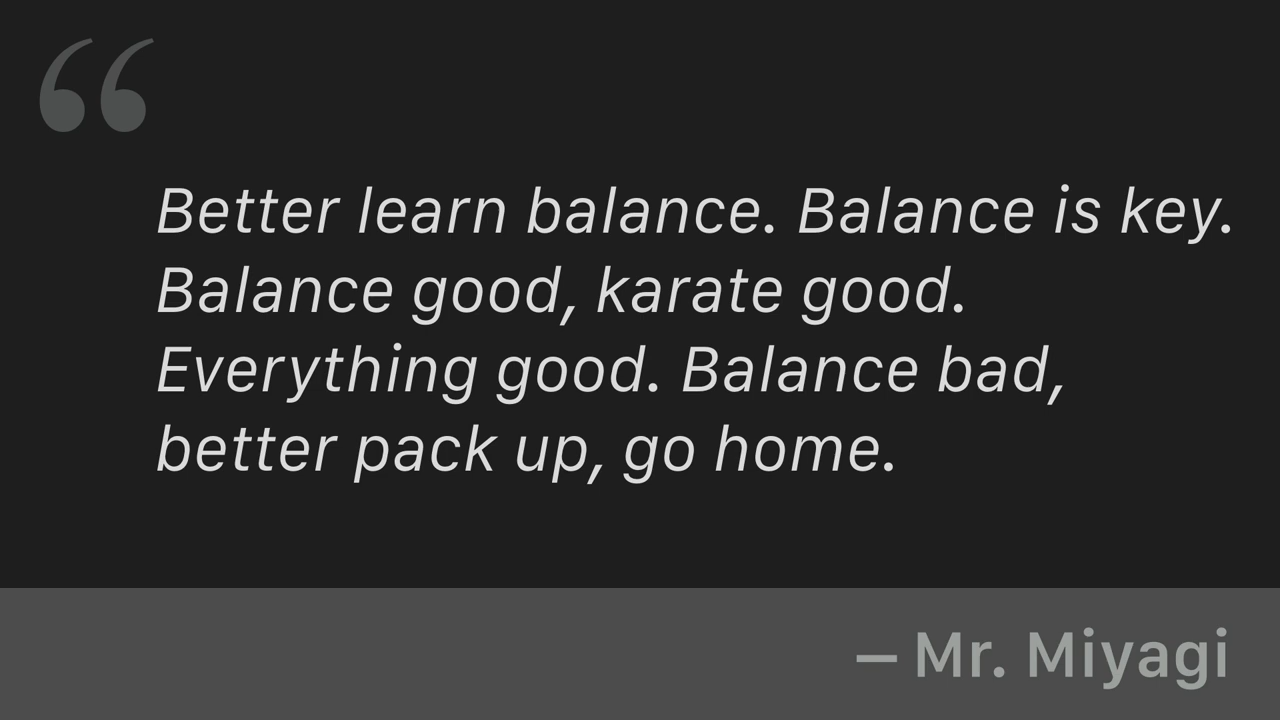 “
Better learn balance. Balance is key.
Balance good, karate good.
Everything good. Balance bad,
better pack up, go home.
– Mr. Miyagi